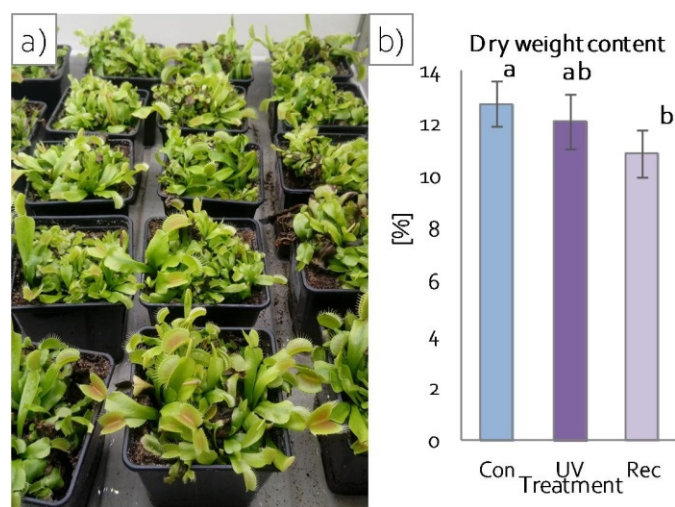 a)
b)
Dry weight content
a
ab
b
14
12
10
8
6
4
2
0
[%]
Con UV Rec
Treatment